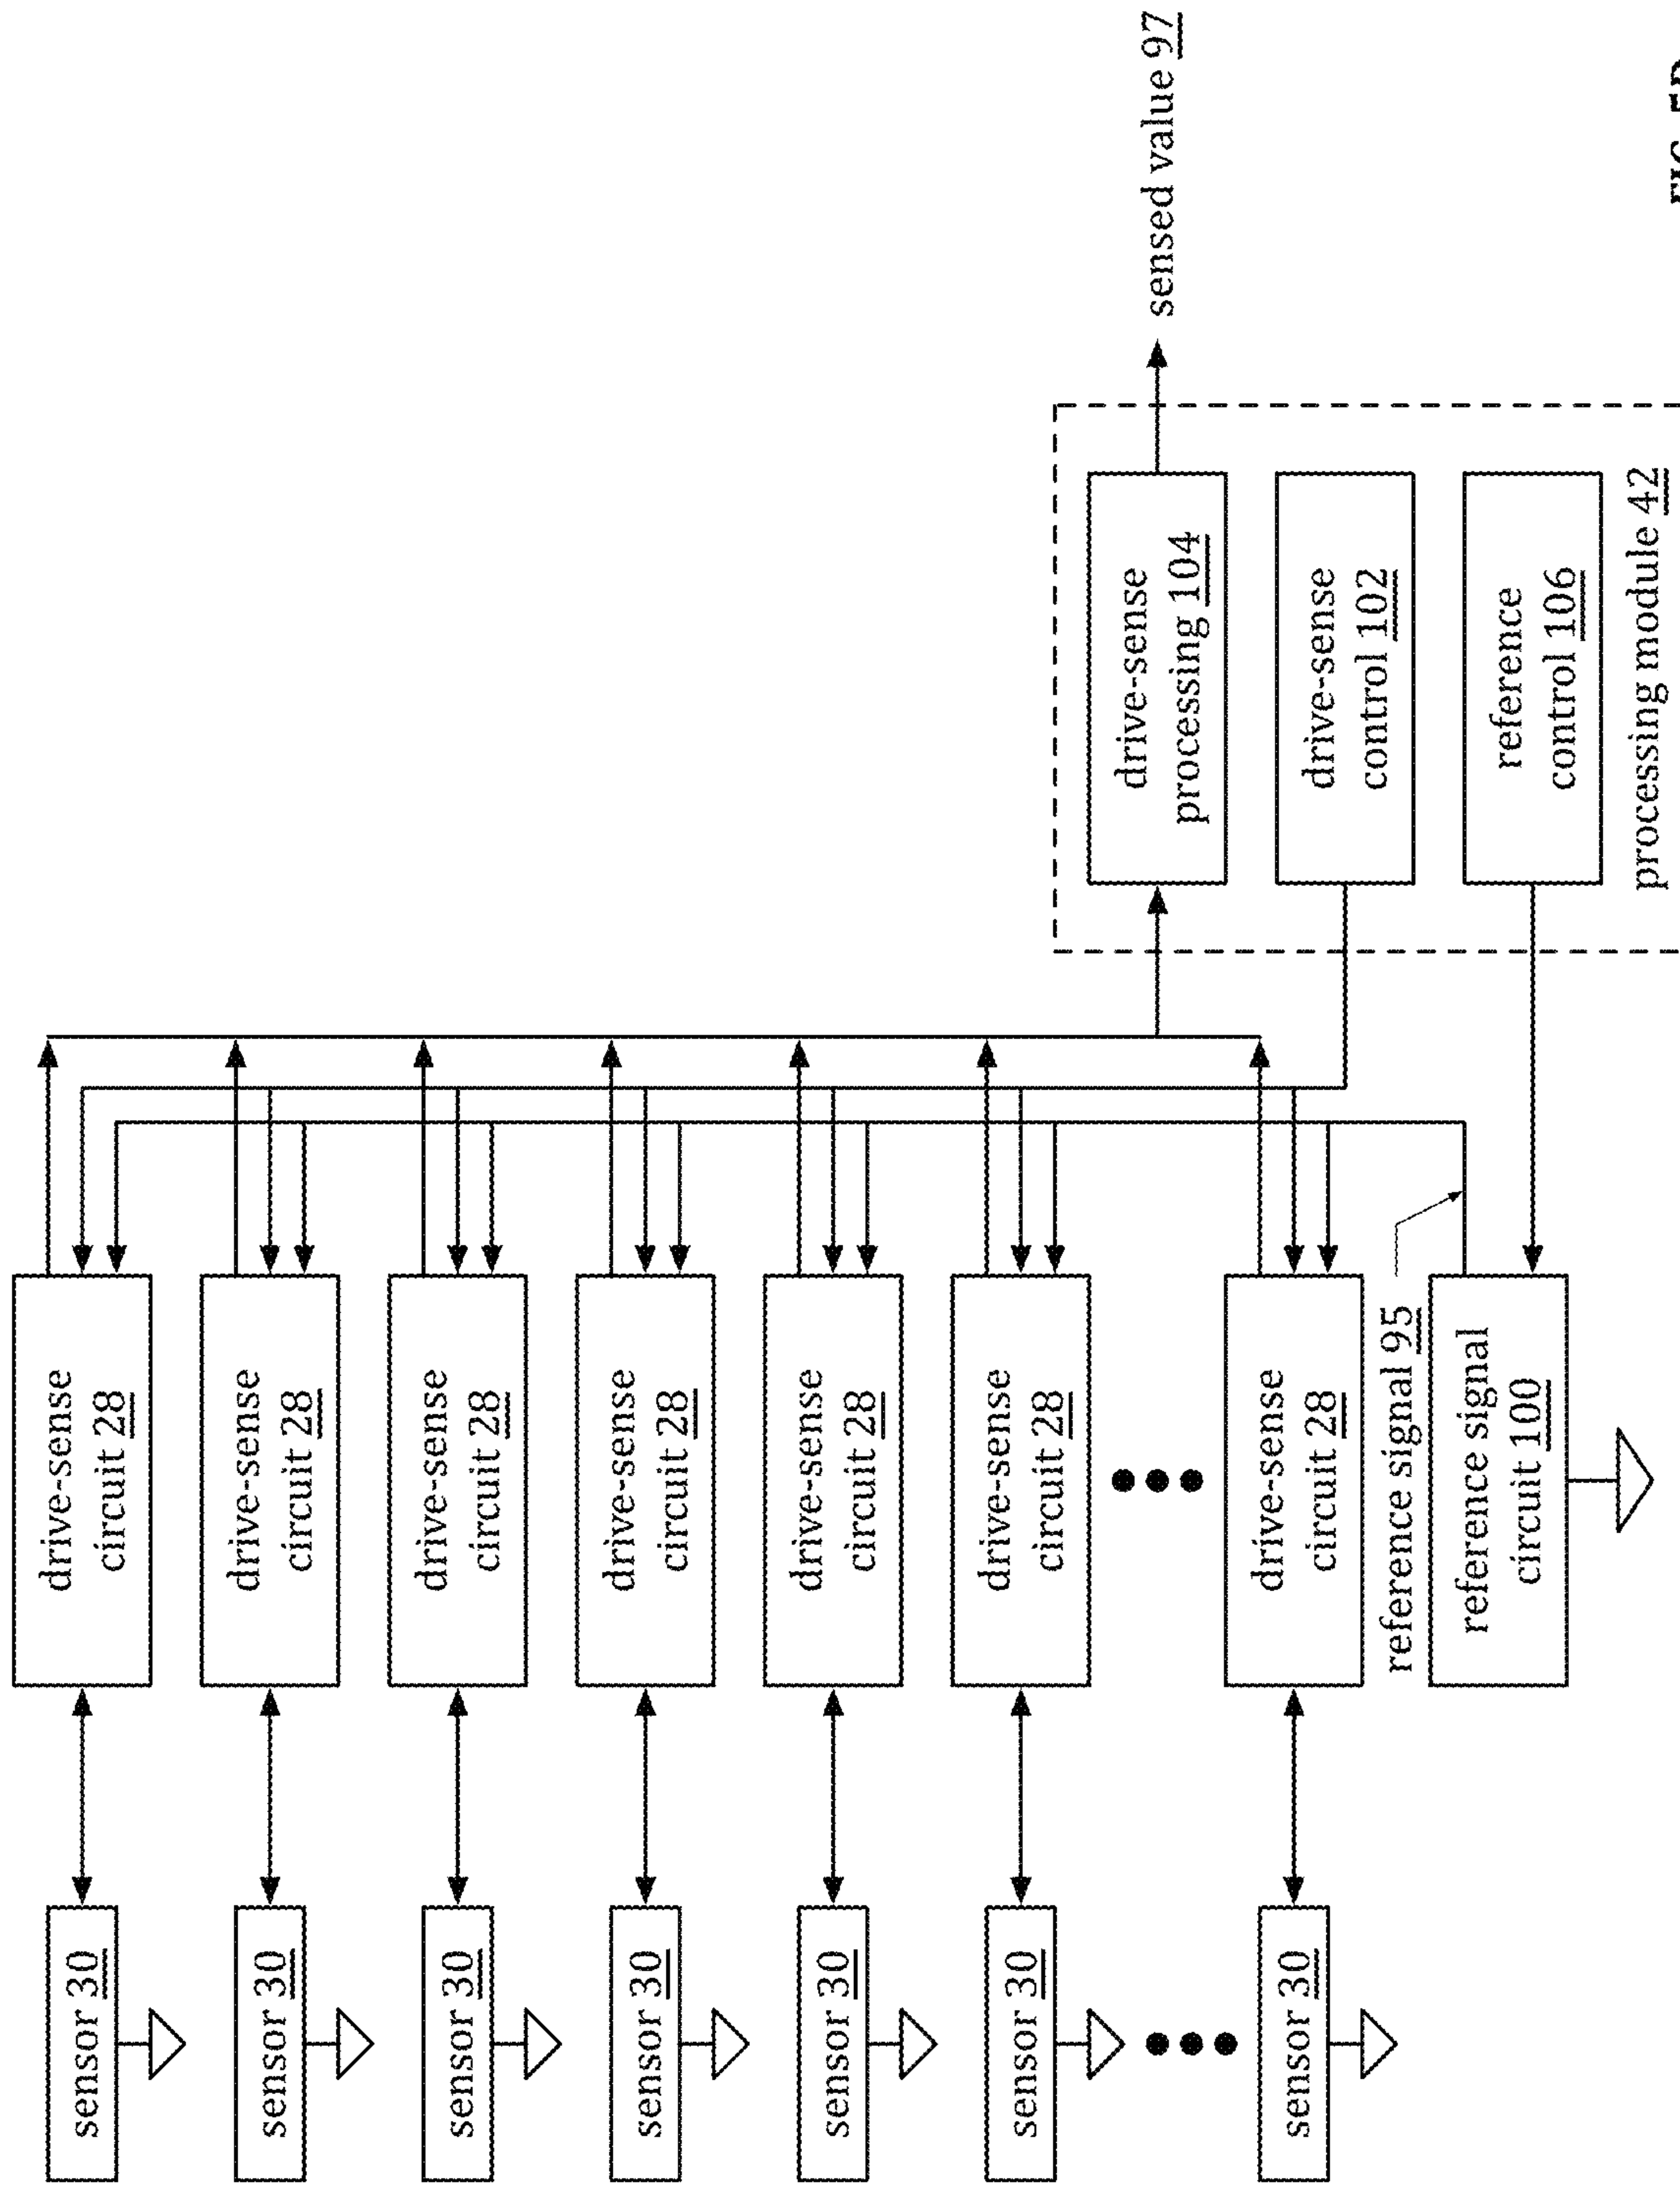 sensor 30
drive-sense
circuit 28
sensor 30
drive-sense
circuit 28
sensor 30
drive-sense
circuit 28
sensor 30
drive-sense
circuit 28
sensor 30
drive-sense
circuit 28
sensor 30
drive-sense
circuit 28
sensor 30
drive-sense
circuit 28
reference signal 95
reference signal
circuit 100
drive-sense
processing 104
sensed value 97
drive-sense
control 102
reference
control 106
processing module 42